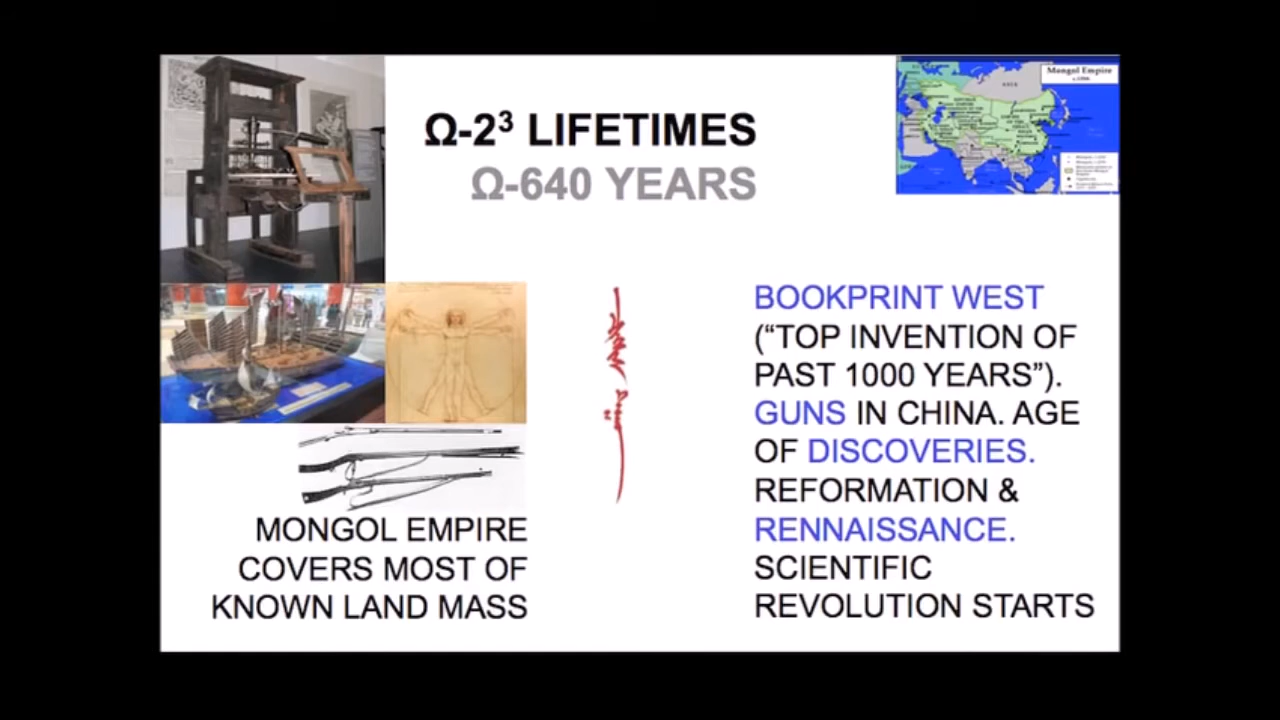 Ω-2³ LIFETIMES
Ω-640 YEARS
Mongol Empire
ASIA
BOOKPRINT WEST
(“TOP INVENTION OF
PAST 1000 YEARS”).
GUNS IN CHINA. AGE
OF DISCOVERIES.
REFORMATION &
RENNAISSANCE.
SCIENTIFIC
REVOLUTION STARTS
MONGOL EMPIRE
COVERS MOST OF
KNOWN LAND MASS